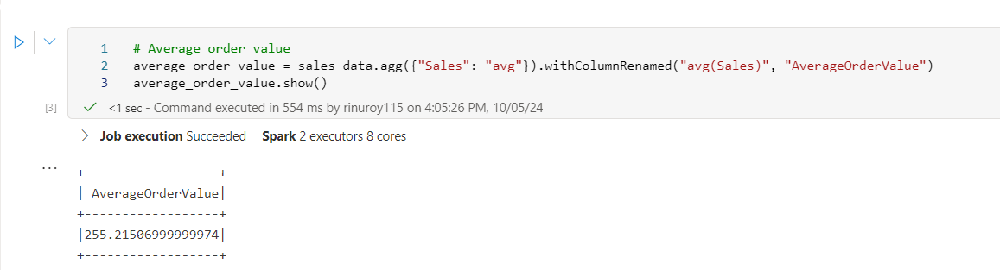 1 # Average order value
2 average_order_value = sales_data.agg({"Sales": "avg"}).withColumnRenamed("avg(Sales)", "AverageOrderValue")
3 average_order_value.show()
[3] <1 sec - Command executed in 554 ms by rinuroy115 on 4:05:26 PM, 10/05/24
Job execution Succeeded Spark 2 executors 8 cores
...
+------------------+
| AverageOrderValue|
+------------------+
|255.21506999999974|
+------------------+